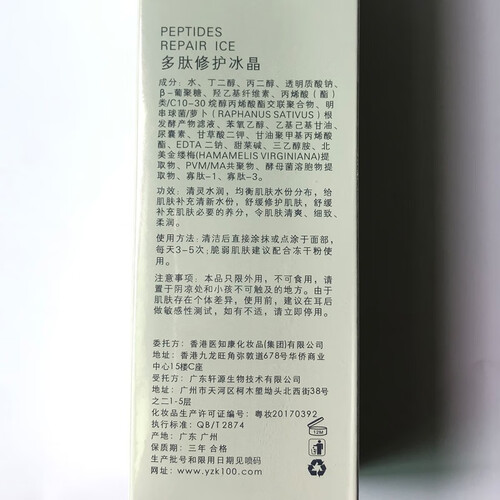 PEPTIDES
REPAIR ICE
多肽修护冰晶
成分：水、丁二醇、丙二醇、透明质酸钠、
β-葡聚糖、羟乙基纤维素、丙烯酸（酯）
类/C10-30 烷醇丙烯酸酯交联聚合物、明
串球菌/萝卜（RAPHANUS SATIVUS）根
发酵产物滤液、苯氧乙醇、乙基己基甘油、
尿囊素、甘草酸二钾、甘油聚甲基丙烯酸
酯、EDTA 二钠、甜菜碱、三乙醇胺、北
美金缕梅(HAMAMELIS VIRGINIANA)提
取物、PVM/MA共聚物、酵母菌溶胞物提
取物、寡肽-1、寡肽-3。
功效：清灵水润，均衡肌肤水份分布，给
肌肤补充清新水份，舒缓修护肌肤，舒缓
补充肌肤必要的养分，令肌肤清爽、细致、
柔润。
使用方法：清洁后直接涂抹或点涂于面部，
每天3-5次；脆弱肌肤建议配合冻干粉使
用。
注意事项：本品只限外用，不可食用，请
置于阴凉处和小孩不可触及的地方。由于
肌肤存在个体差异，使用前，建议在耳后
做敏感性测试，如有不适，请立即停用。
委托方：香港医知康化妆品(集团)有限公司
地址：香港九龙旺角弥敦道678号华侨商业
中心15楼C座
受托方：广东轩源生物技术有限公司
地址：广州市天河区柯木塱坳头北街38号
之二1-5层
化妆品生产许可证编号：粤妆20170392
执行标准：QB/T2874
产地：广东 广州
保质期：三年 合格
生产批号和限用日期见喷码
网址：www.yzk100.com
12M